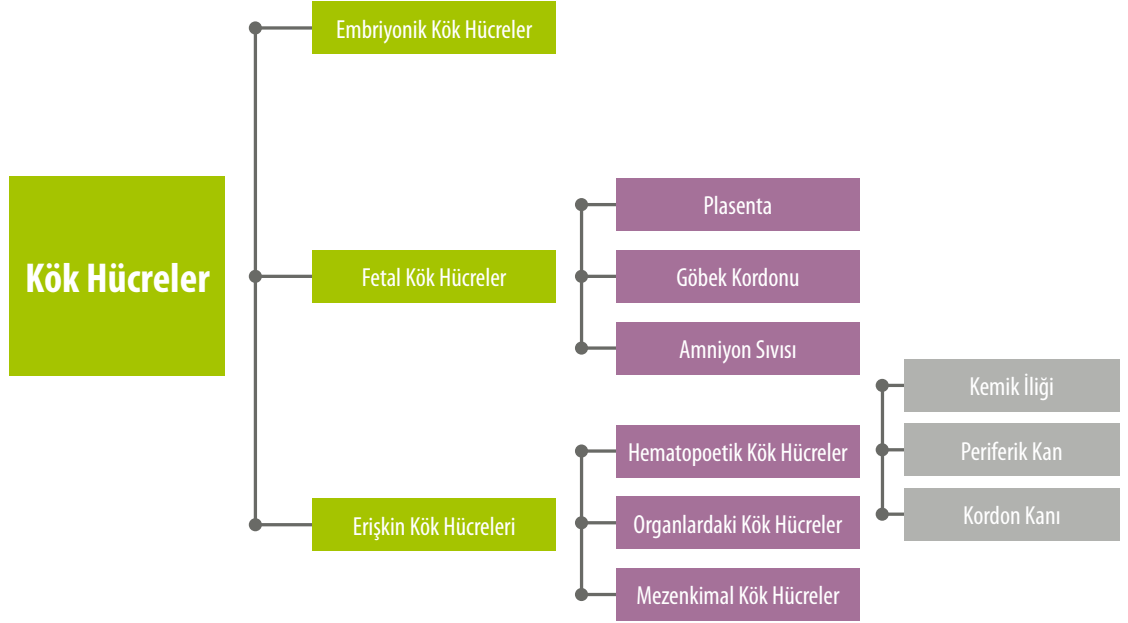 Kök Hücreler
Embriyonik Kök Hücreler
Fetal Kök Hücreler
Plasenta
Göbek Kordonu
Amniyon Sıvısı
Erişkin Kök Hücreleri
Hematopoetik Kök Hücreler
Organlardaki Kök Hücreler
Mezenkimal Kök Hücreler
Kemik İliği
Periferik Kan
Kordon Kanı